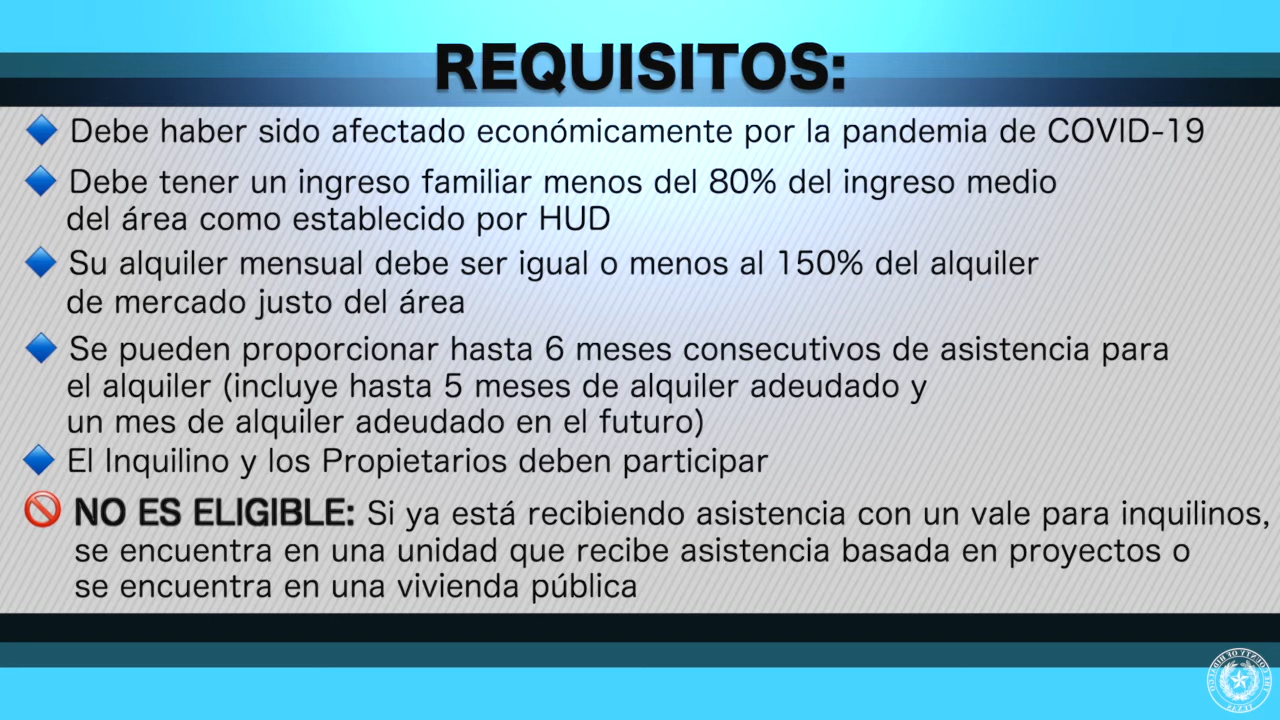 REQUISITOS:
Debe haber sido afectado económicamente por la pandemia de COVID-19
Debe tener un ingreso familiar menos del 80% del ingreso medio
del área como establecido por HUD
Su alquiler mensual debe ser igual o menos al 150% del alquiler
de mercado justo del área
Se pueden proporcionar hasta 6 meses consecutivos de asistencia para
el alquiler (incluye hasta 5 meses de alquiler adeudado y
un mes de alquiler adeudado en el futuro)
El Inquilino y los Propietarios deben participar
NO ES ELIGIBLE: Si ya está recibiendo asistencia con un vale para inquilinos,
se encuentra en una unidad que recibe asistencia basada en proyectos o
se encuentra en una vivienda pública
THE COUNTY OF HIDALGO
TEXAS